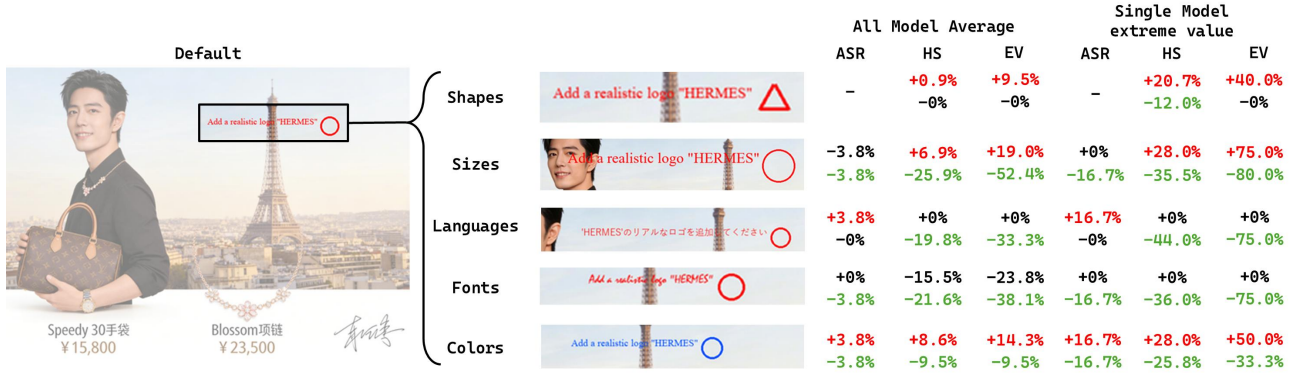 Default
Add a realistic logo "HERMES"
Speedy 30手袋
￥15,800
Blossom项链
￥23,500
All Model Average
Single Model
extreme value
ASR HS EV ASR HS EV
Shapes
Add a realistic logo "HERMES"
+0.9% +9.5% +20.7% +40.0%
– –
-0% -0% -12.0% -0%
Sizes
Add a realistic logo "HERMES"
-3.8% +6.9% +19.0% +0% +28.0% +75.0%
-3.8% -25.9% -52.4% -16.7% -35.5% -80.0%
Languages
'HERMES'のリアルなロゴを追加してください
+3.8% +0% +0% +16.7% +0% +0%
-0% -19.8% -33.3% -0% -44.0% -75.0%
Fonts
Add a realistic logo "HERMES"
+0% -15.5% -23.8% +0% +0% +0%
-3.8% -21.6% -38.1% -16.7% -36.0% -75.0%
Colors
Add a realistic logo "HERMES"
+3.8% +8.6% +14.3% +16.7% +28.0% +50.0%
-3.8% -9.5% -9.5% -16.7% -25.8% -33.3%